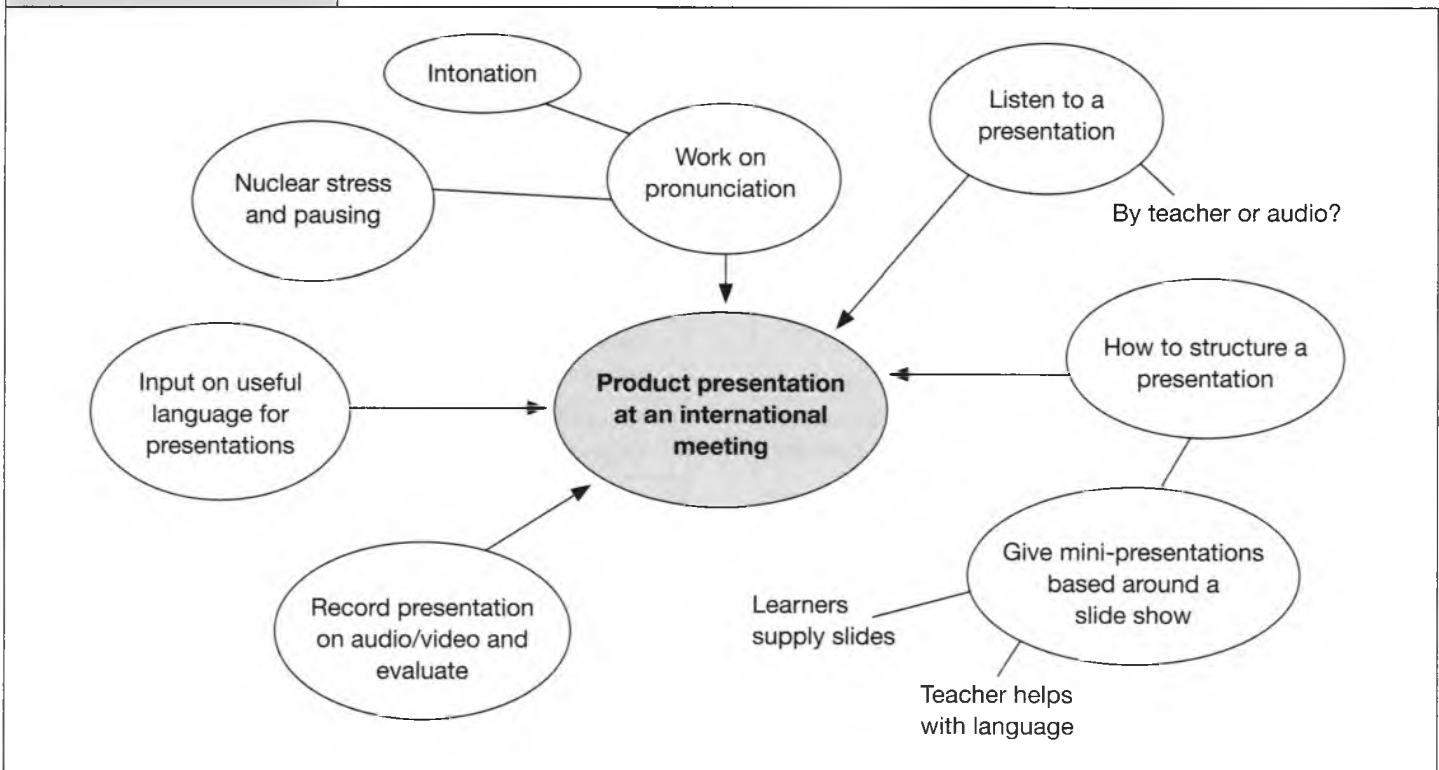 Intonation
Nuclear stress
and pausing
Work on
pronunciation
Listen to a
presentation
By teacher or audio?
Input on useful
language for
presentations
Product presentation
at an international
meeting
How to structure a
presentation
Record presentation
on audio/video and
evaluate
Give mini-presentations
based around a
slide show
Learners
supply slides
Teacher helps
with language